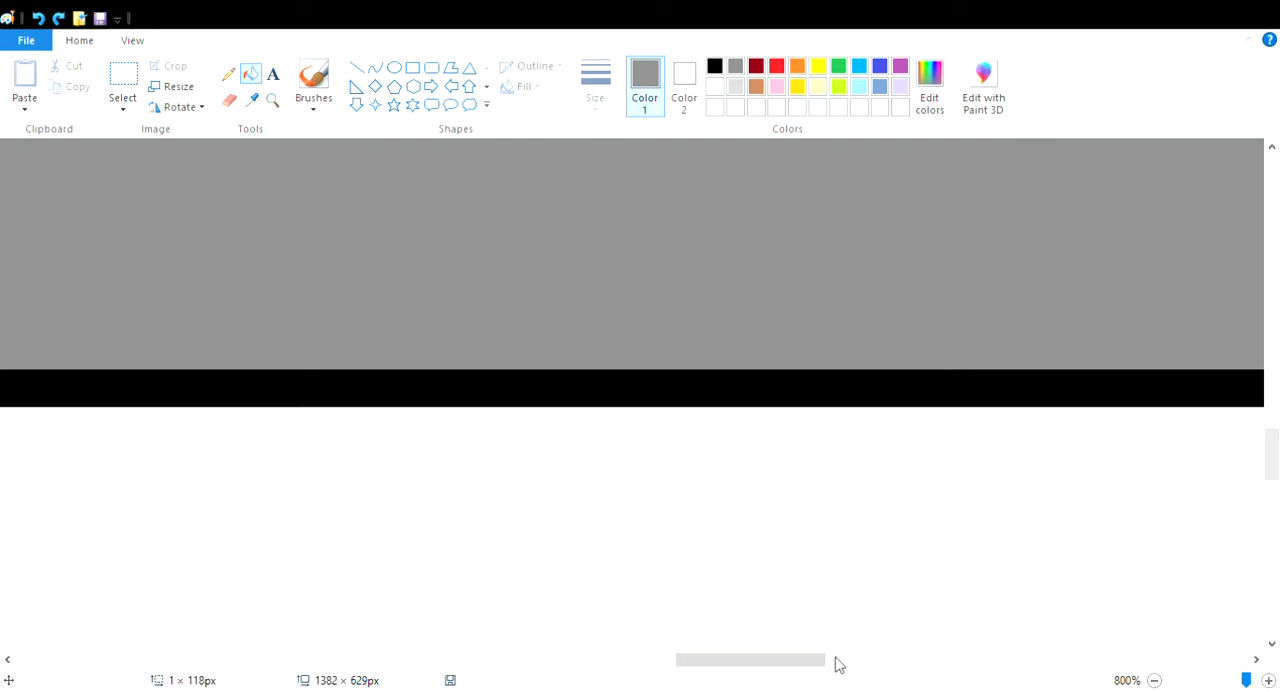 File Home View
Paste
Cut
Copy
Clipboard
Select
Crop
Resize
Rotate
Image
A
Tools
Brushes
Shapes
Outline
Fill
Size
Color 1
Color 2
Colors
Edit colors
Edit with Paint 3D
?
1 × 118px 1382 × 629px 800%